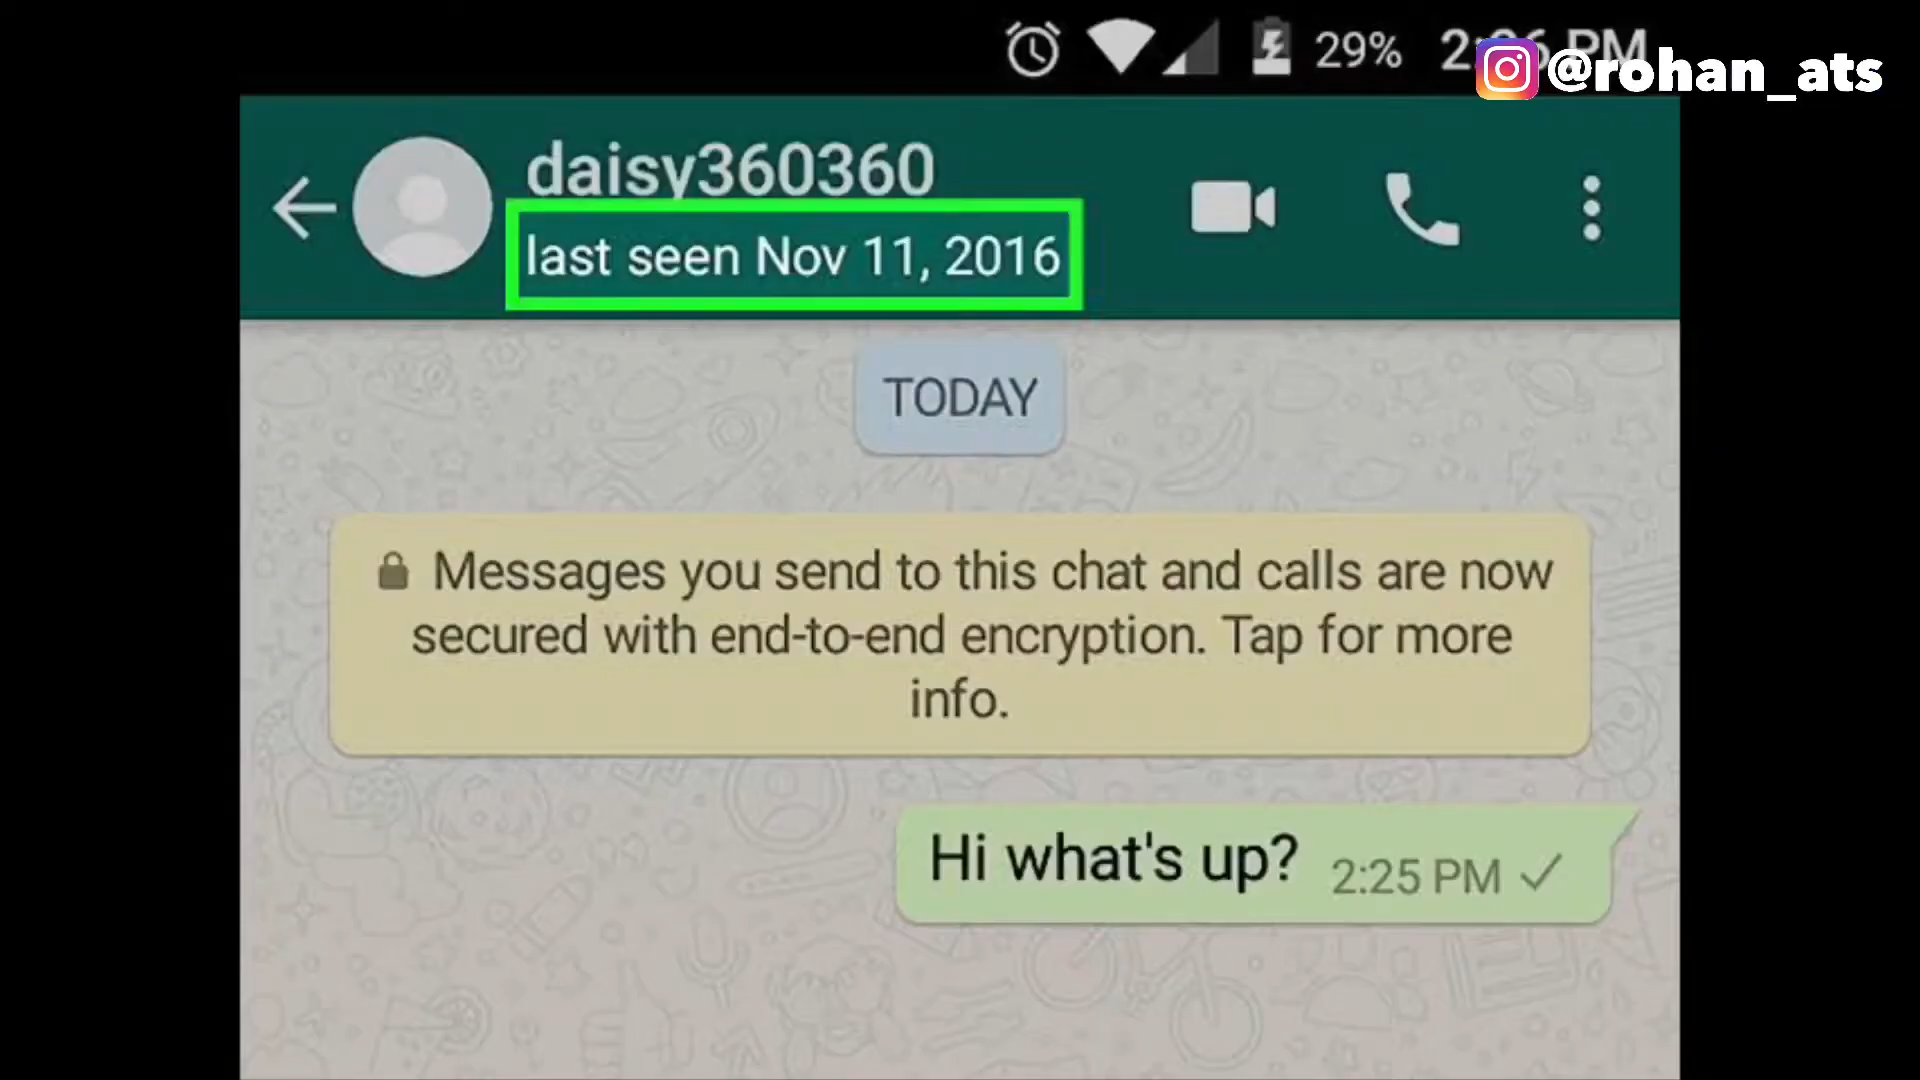 29%
@rohan_ats
daisy360360
last seen Nov 11, 2016
TODAY
Messages you send to this chat and calls are now
secured with end-to-end encryption. Tap for more
info.
Hi what's up? 2:25 PM